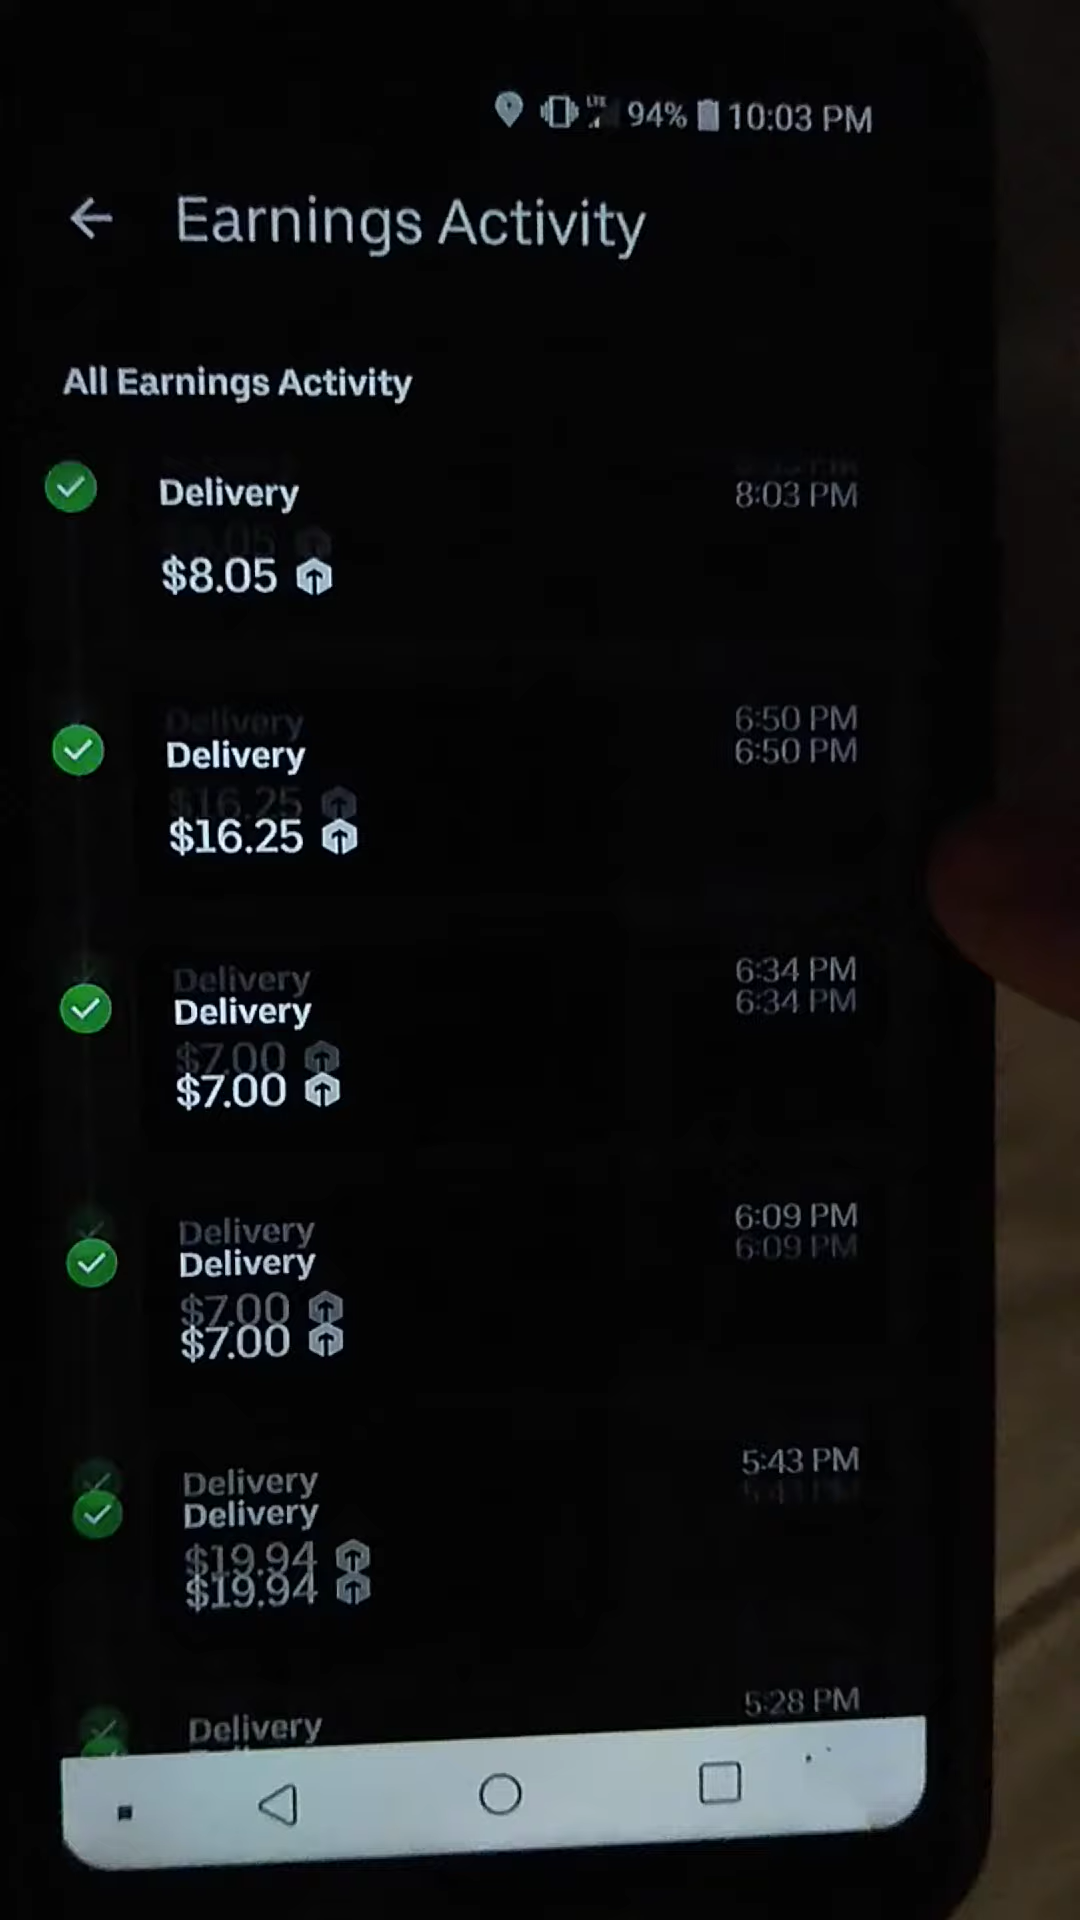 LTE 94% 10:03 PM
Earnings Activity
All Earnings Activity
Delivery 8:03 PM
$8.05
Delivery 6:50 PM
$16.25
Delivery 6:34 PM
$7.00
Delivery 6:09 PM
$7.00
Delivery 5:43 PM
$19.94
Delivery 5:28 PM